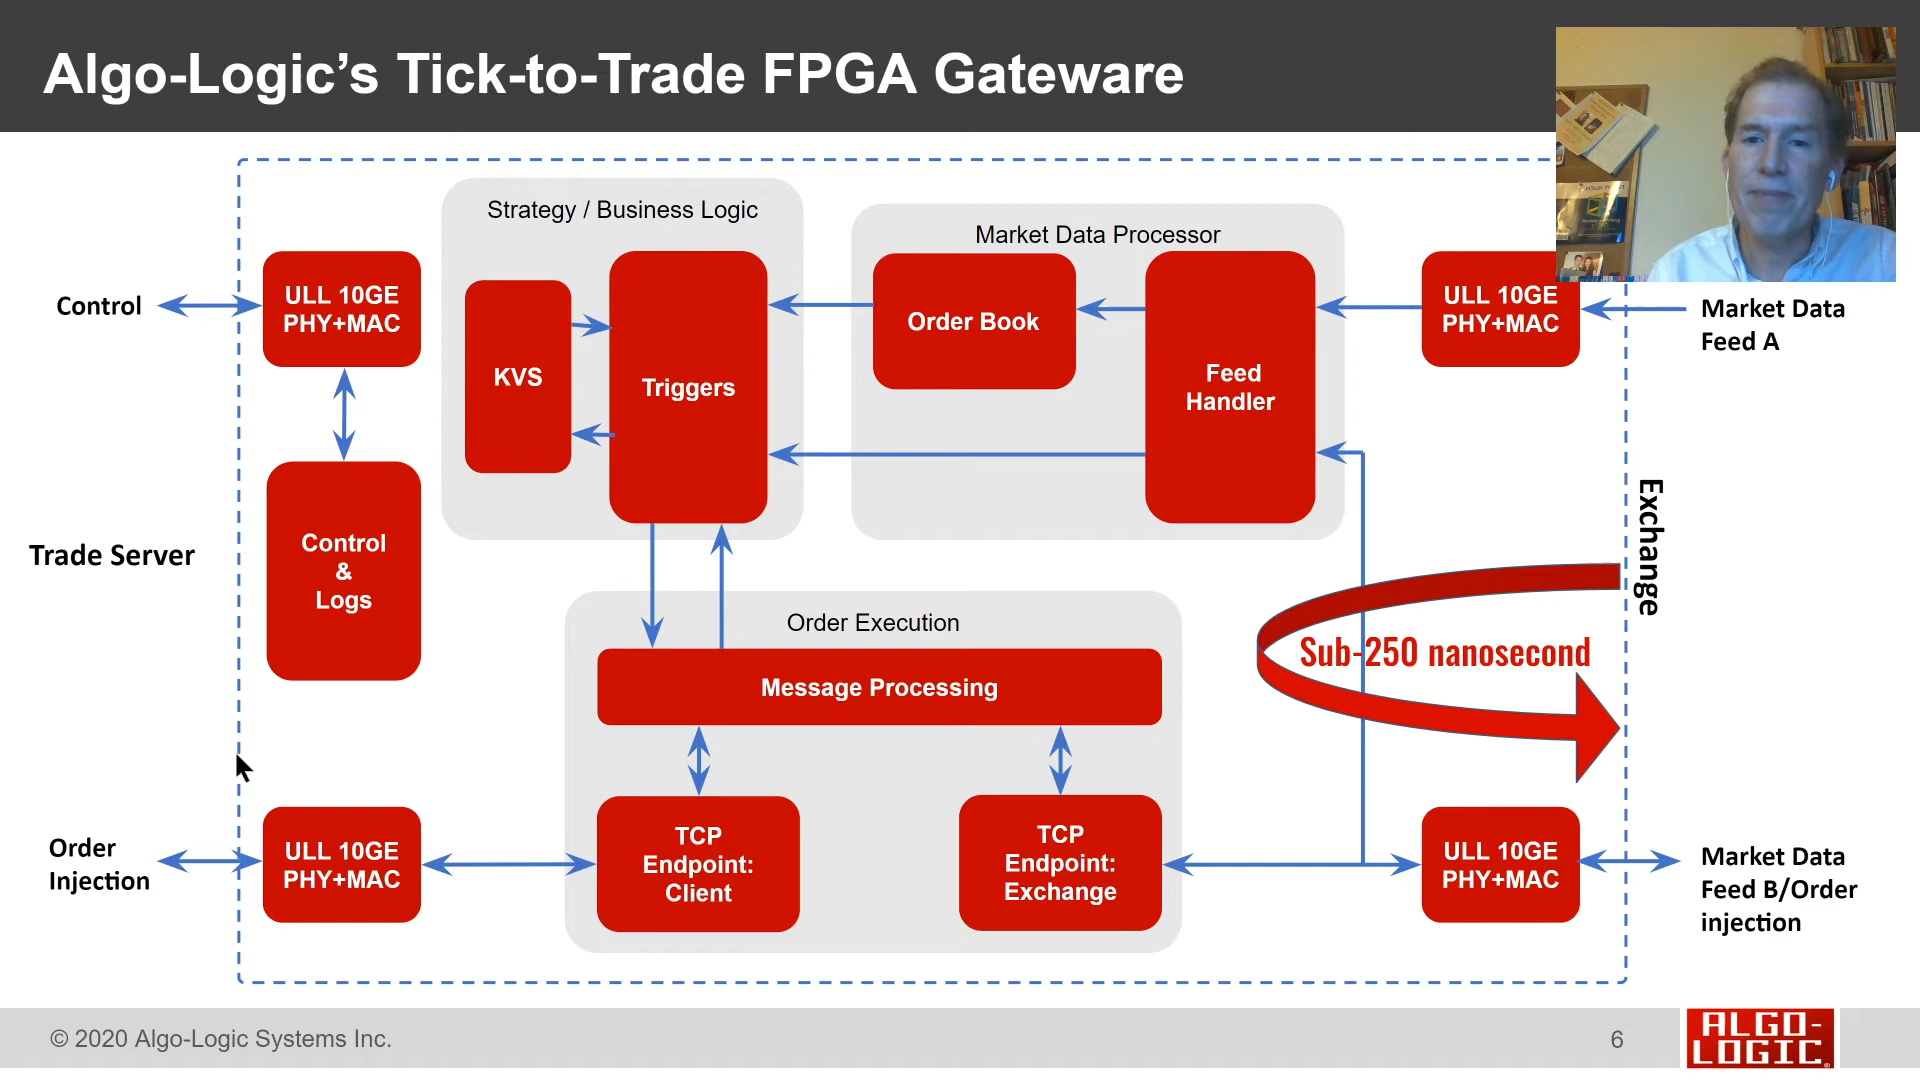 Algo-Logic’s Tick-to-Trade FPGA Gateware
Strategy / Business Logic
Market Data Processor
Control
ULL 10GE
PHY+MAC
KVS
Triggers
Order Book
Feed
Handler
ULL 10GE
PHY+MAC
Market Data
Feed A
Trade Server
Control
&
Logs
Exchange
Order Execution
Message Processing
Sub-250 nanosecond
Order
Injection
ULL 10GE
PHY+MAC
TCP
Endpoint:
Client
TCP
Endpoint:
Exchange
ULL 10GE
PHY+MAC
Market Data
Feed B/Order
injection
© 2020 Algo-Logic Systems Inc.
6
ALGO-
LOGIC